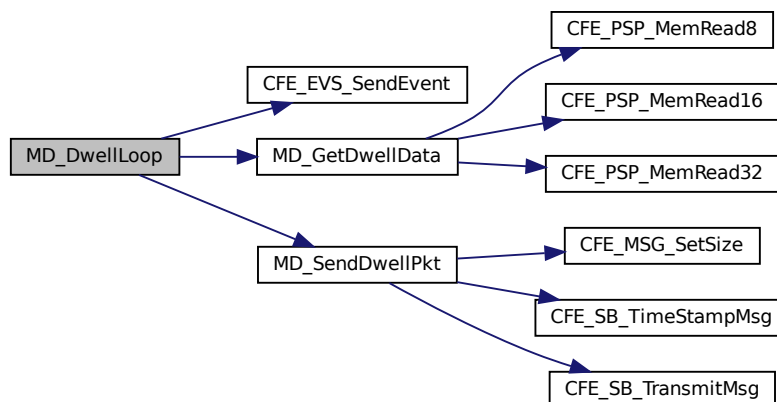 MD_DwellLoop
CFE_EVS_SendEvent
MD_GetDwellData
MD_SendDwellPkt
CFE_PSP_MemRead8
CFE_PSP_MemRead16
CFE_PSP_MemRead32
CFE_MSG_SetSize
CFE_SB_TimeStampMsg
CFE_SB_TransmitMsg